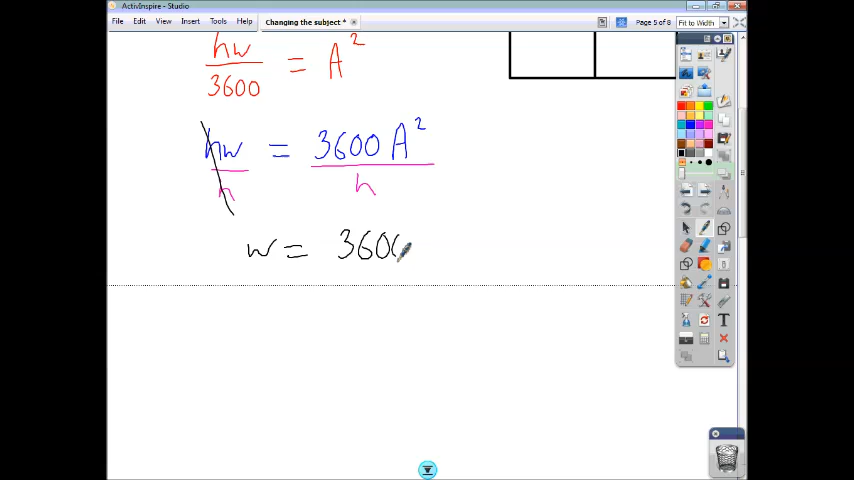 ActivInspire - Studio
File Edit View Insert Tools Help Changing the subject * Page 5 of 8 Fit to Width
hw/3600 = A²
hw/h = 3600 A²/h
w = 3600
T